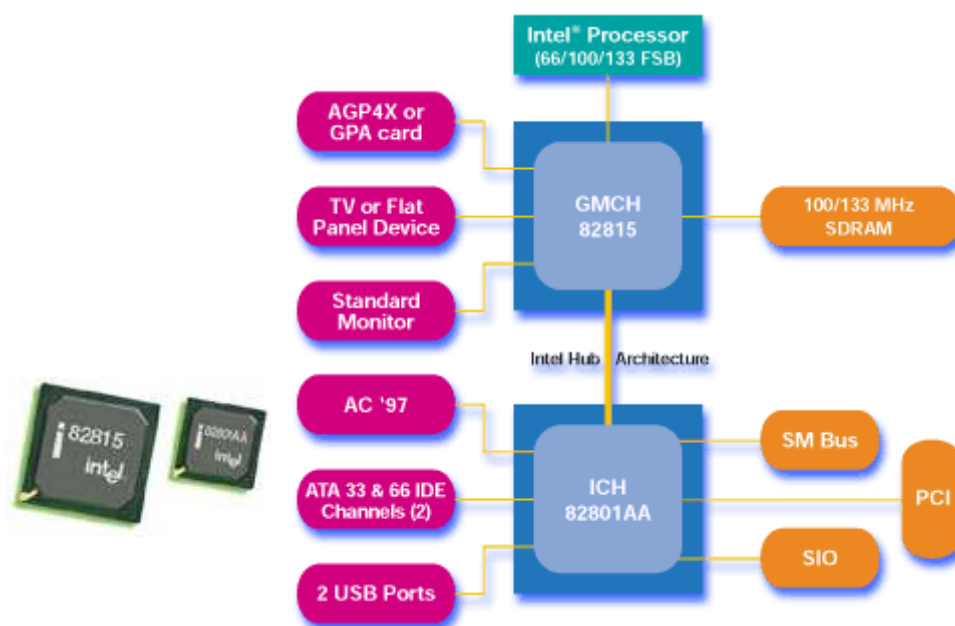 Intel® Processor
(66/100/133 FSB)
AGP4X or
GPA card
TV or Flat
Panel Device
Standard
Monitor
GMCH
82815
100/133 MHz
SDRAM
Intel Hub Architecture
AC '97
ATA 33 & 66 IDE
Channels (2)
2 USB Ports
ICH
82801AA
SM Bus
PCI
SIO
i 82815
intel
i 82801AA
intel